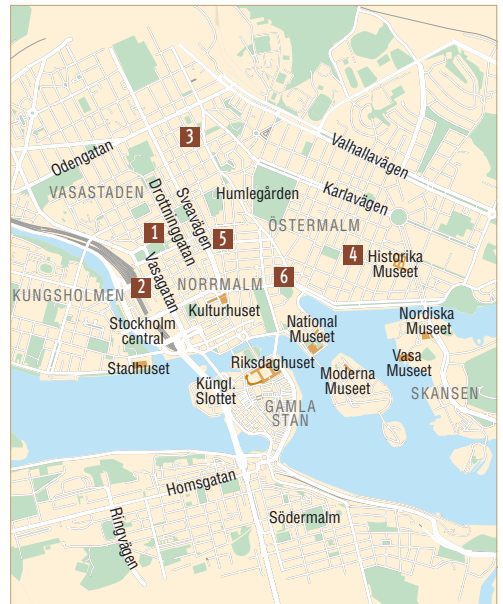 3
Odengatan
Valhallavägen
VASASTADEN
Drottninggatan
Sveavägen
Humlegården
Karlavägen
ÖSTERMALM
1
5
4
Historika
Museet
Vasagatan
6
NORRMALM
2
KUNGSHOLMEN
Kulturhuset
Stockholm
central
National
Museet
Nordiska
Museet
Stadhuset
Riksdaghuset
Vasa
Museet
Moderna
Museet
Küngl.
Slottet
SKANSEN
GAMLA
STAN
Homsgatan
Ringvägen
Södermalm